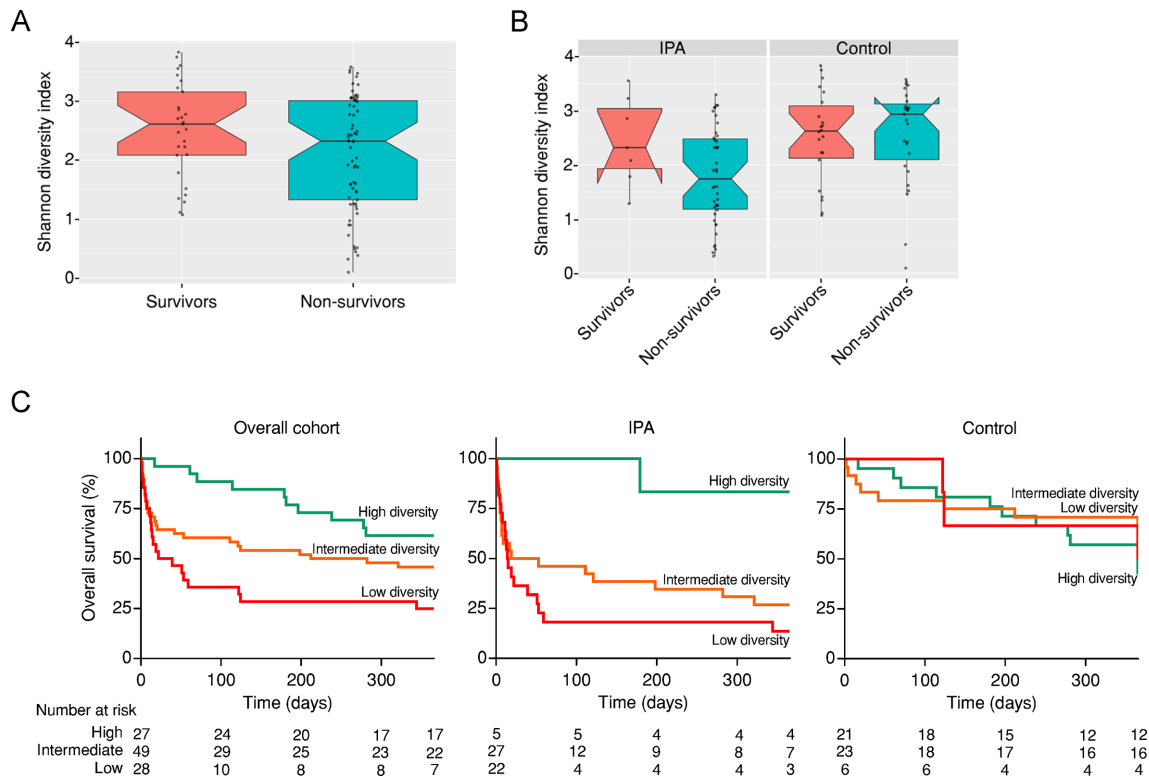 A
B
Shannon diversity index
4
3
2
1
0
Survivors
Non-survivors
Shannon diversity index
4
3
2
1
0
IPA
Control
Survivors
Non-survivors
Survivors
Non-survivors
C
Overall cohort
IPA
Control
Overall survival (%)
100
75
50
25
0
High diversity
Intermediate diversity
Low diversity
0
100
200
300
Time (days)
100
75
50
25
0
High diversity
Intermediate diversity
Low diversity
0
100
200
300
Time (days)
100
75
50
25
0
Intermediate diversity
Low diversity
High diversity
0
100
200
300
Time (days)
Number at risk
High 27 24 20 17 17 5 5 4 4 4 21 18 15 12 12
Intermediate 49 29 25 23 22 27 12 9 8 7 23 18 17 16 16
Low 28 10 8 8 7 22 4 4 4 3 6 6 4 4 4